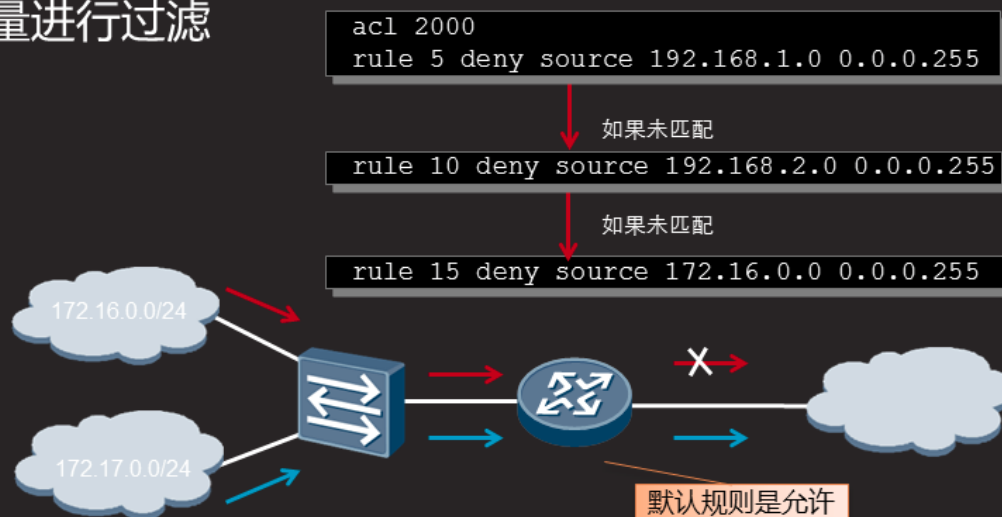 量进行过滤
acl 2000
rule 5 deny source 192.168.1.0 0.0.0.255
如果未匹配
rule 10 deny source 192.168.2.0 0.0.0.255
如果未匹配
rule 15 deny source 172.16.0.0 0.0.0.255
172.16.0.0/24
172.17.0.0/24
默认规则是允许